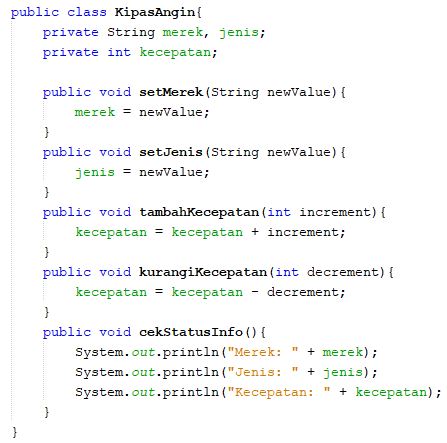 public class KipasAngin{
    private String merek, jenis;
    private int kecepatan;

    public void setMerek(String newValue){
        merek = newValue;
    }
    public void setJenis(String newValue){
        jenis = newValue;
    }
    public void tambahKecepatan(int increment){
        kecepatan = kecepatan + increment;
    }
    public void kurangiKecepatan(int decrement){
        kecepatan = kecepatan - decrement;
    }
    public void cekStatusInfo(){
        System.out.println("Merek: " + merek);
        System.out.println("Jenis: " + jenis);
        System.out.println("Kecepatan: " + kecepatan);
    }
}